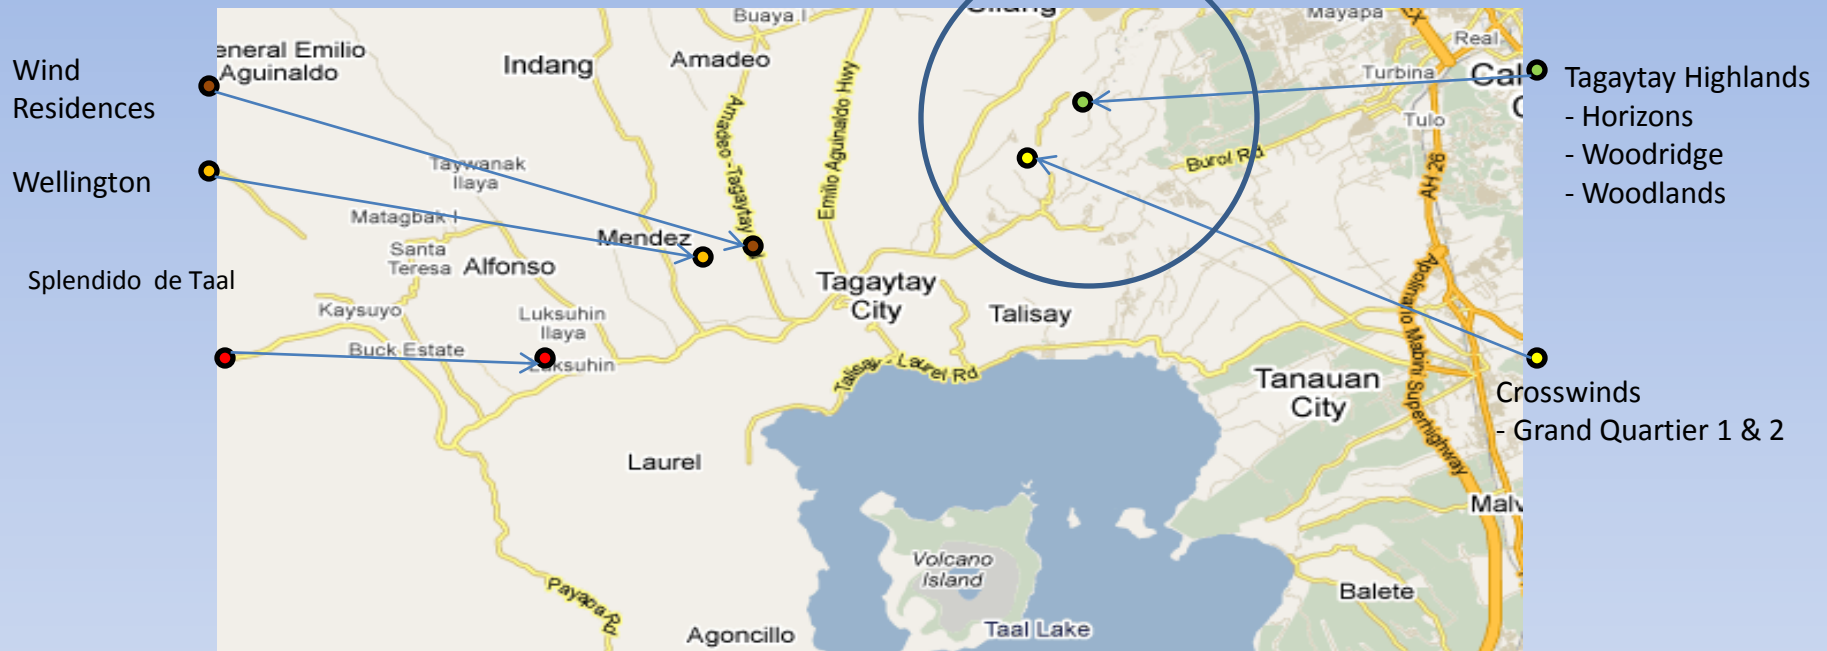 Silang
Buaya I
Mayapa
Real
eneral Emilio
Aguinaldo
Indang
Amadeo
Turbina
Cal
Tulo
Wind
Residences
Tagaytay Highlands
- Horizons
- Woodridge
- Woodlands
Amadeo - Tagaytay
Emilio Aguinaldo Hwy
Burol Rd
AH 26
Taywanak
Ilaya
Wellington
Matagbak I
Mendez
Santa
Teresa
Alfonso
Splendido de Taal
Tagaytay
City
Kaysuyo
Luksuhin
Ilaya
Talisay
Apolinario Mabini Superhighway
Buck Estate
Luksuhin
Talisay - Laurel Rd
Tanauan
City
Crosswinds
- Grand Quartier 1 & 2
Laurel
Malv
Volcano
Island
Payapa Rd
Balete
Agoncillo
Taal Lake